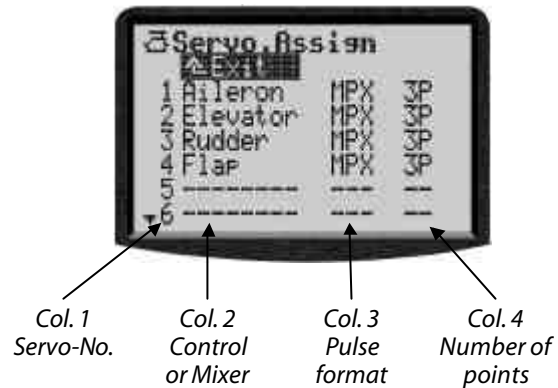 Servo.Assign
Exit
1 Aileron MPX 3P
2 Elevator MPX 3P
3 Rudder MPX 3P
4 Flap MPX 3P
5 -------- --- --
6 -------- --- --
Col. 1 Col. 2 Col. 3 Col. 4
Servo-No. Control Pulse Number of
or Mixer format points